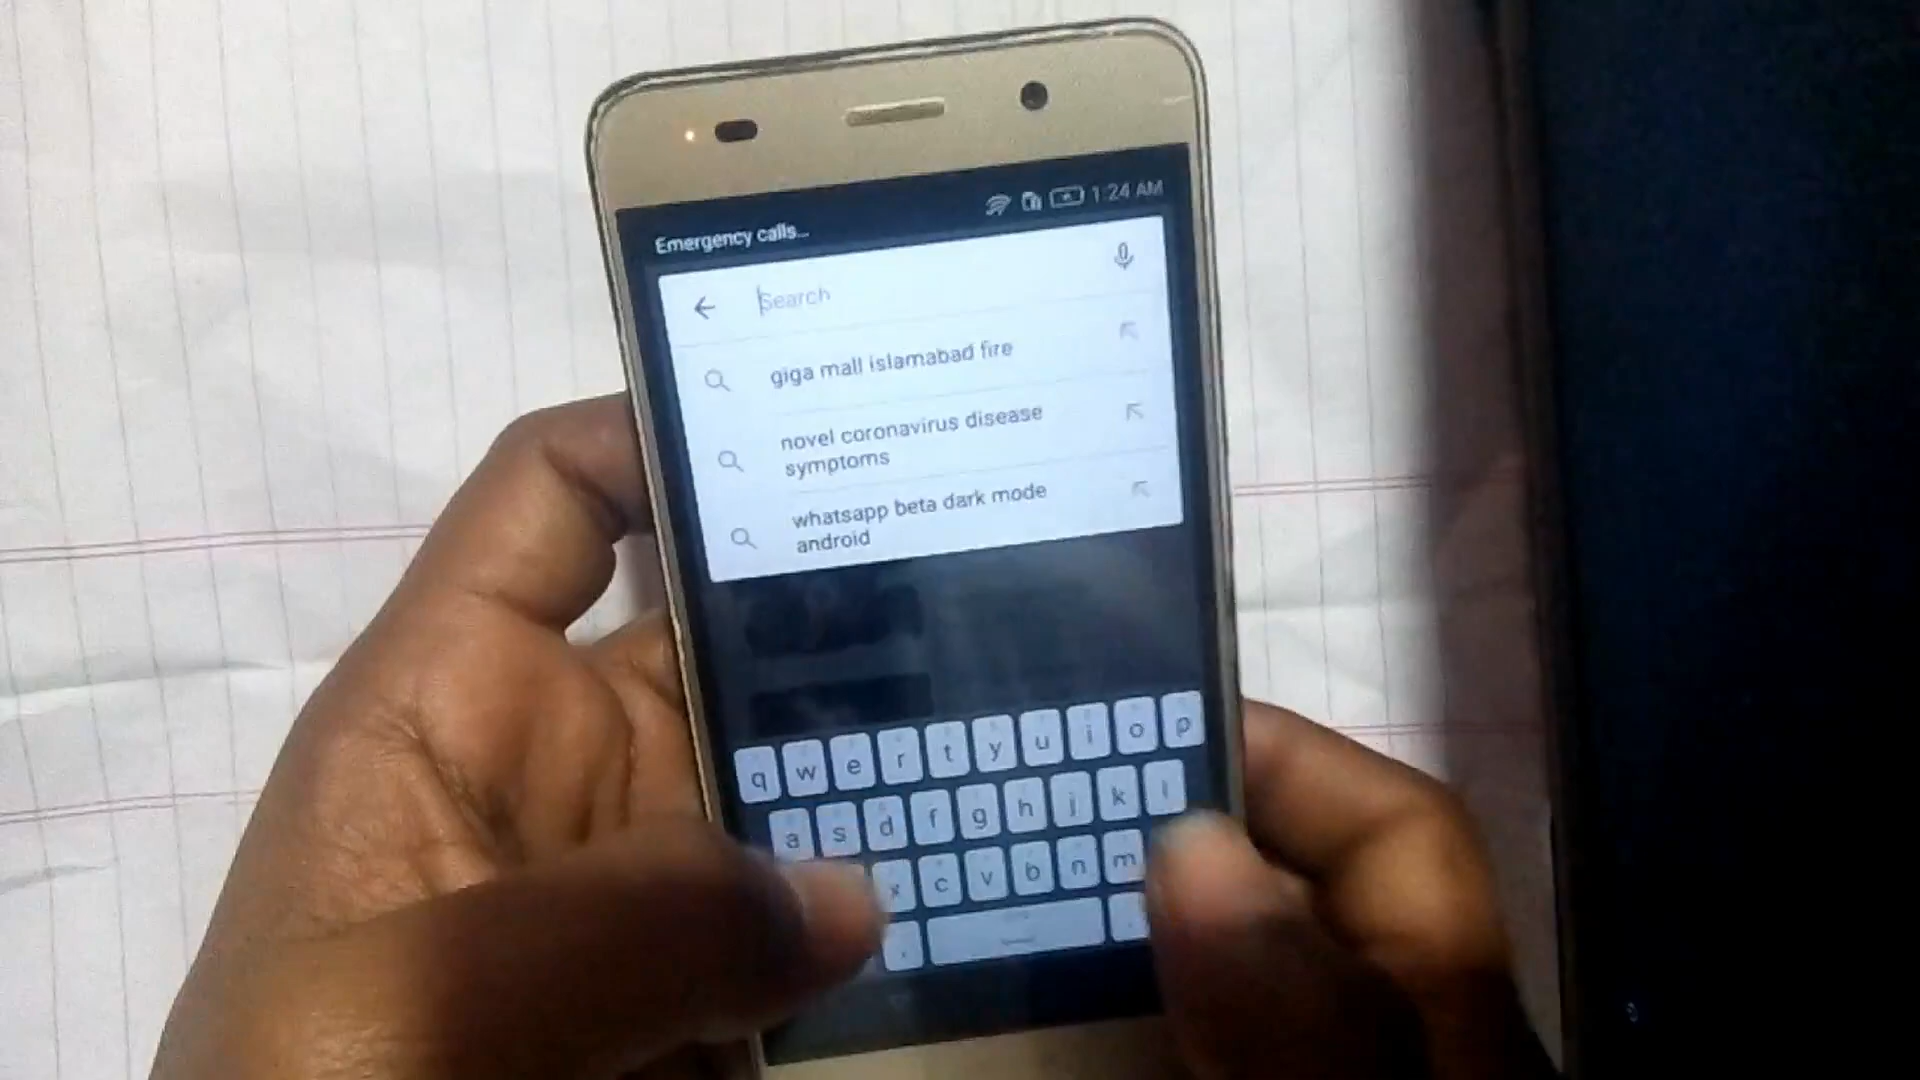 1:24 AM
Emergency calls...
Search
giga mall islamabad fire
novel coronavirus disease
symptoms
whatsapp beta dark mode
android
q w e r t y u i o p
a s d f g h j k l
x c v b n m